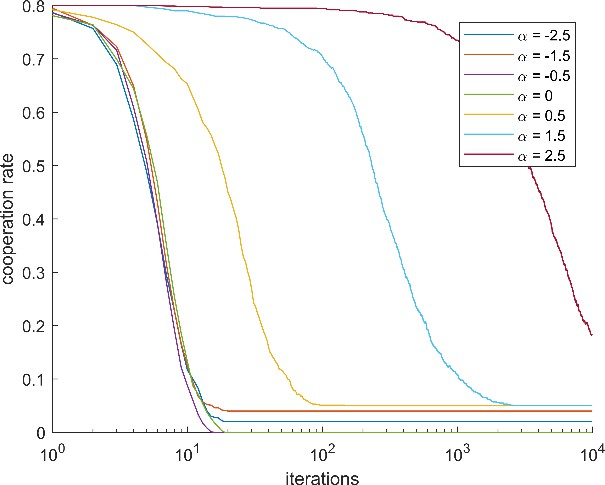 0.8
0.7
0.6
0.5
0.4
0.3
0.2
0.1
0
cooperation rate
10^0
10^1
10^2
10^3
10^4
iterations
α = -2.5
α = -1.5
α = -0.5
α = 0
α = 0.5
α = 1.5
α = 2.5